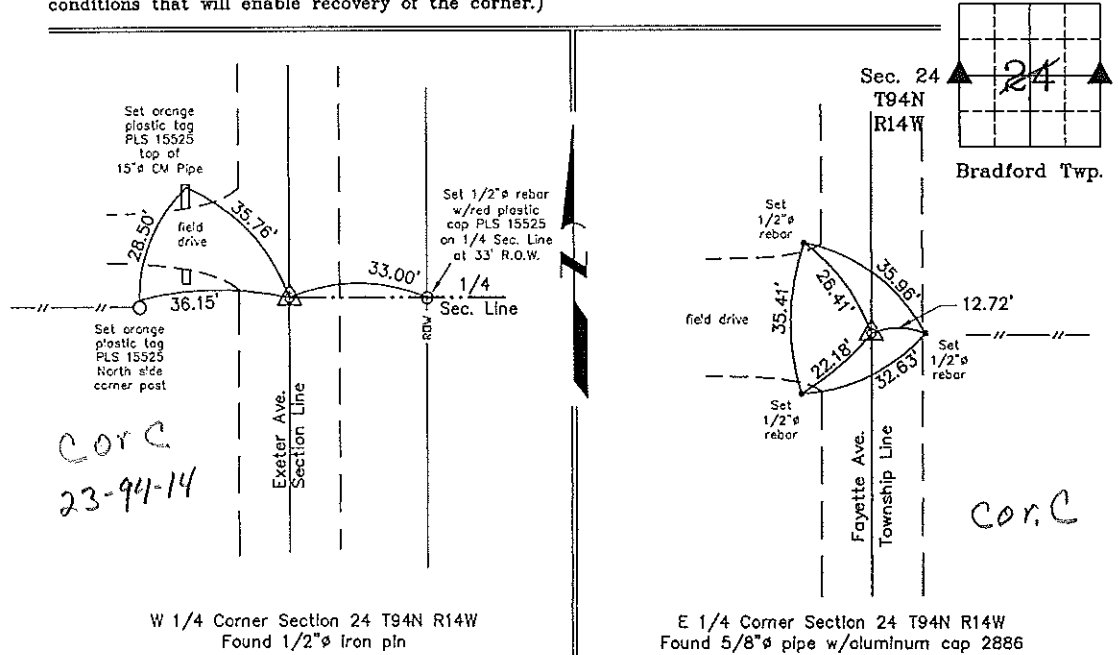 conditions that will enable recovery of the corner.)
Sec. 24
T94N
R14W
24
Bradford Twp.
Set orange
plastic tag
PLS 15525
top of
15"ø CM Pipe
28.50'
35.76'
field
drive
36.15'
33.00'
Set 1/2"ø rebar
w/red plastic
cap PLS 15525
on 1/4 Sec. Line
at 33' R.O.W.
1/4
Sec. Line
ROW
Set orange
plastic tag
PLS 15525
North side
corner post
Exeter Ave.
Section Line
Cor C
23-94-14
W 1/4 Corner Section 24 T94N R14W
Found 1/2"ø iron pin
Z
Set
1/2"ø
rebar
35.96'
26.41'
12.72'
35.41'
field drive
22.18'
32.63'
Set
1/2"ø
rebar
Set
1/2"ø
rebar
Fayette Ave.
Township Line
Cor. C
E 1/4 Corner Section 24 T94N R14W
Found 5/8"ø pipe w/aluminum cap 2886